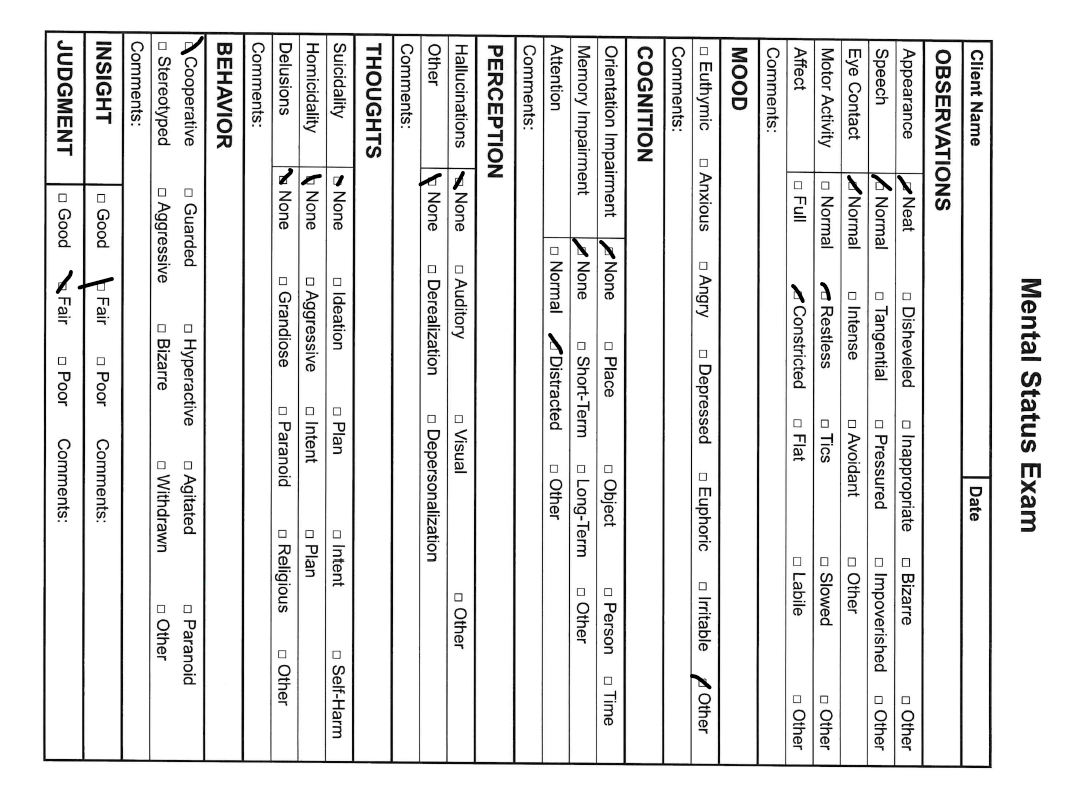 Mental Status Exam
Client Name Date
OBSERVATIONS
Appearance □ Neat □ Disheveled □ Inappropriate □ Bizarre □ Other
Speech □ Normal □ Tangential □ Pressured □ Impoverished □ Other
Eye Contact □ Normal □ Intense □ Avoidant □ Other
Motor Activity □ Normal □ Restless □ Tics □ Slowed □ Other
Affect □ Full □ Constricted □ Flat □ Labile □ Other
Comments:
MOOD
□ Euthymic □ Anxious □ Angry □ Depressed □ Euphoric □ Irritable □ Other
Comments:
COGNITION
Orientation Impairment □ None □ Place □ Object □ Person □ Time
Memory Impairment □ None □ Short-Term □ Long-Term □ Other
Attention □ Normal □ Distracted □ Other
Comments:
PERCEPTION
Hallucinations □ None □ Auditory □ Visual □ Other
Other □ None □ Derealization □ Depersonalization
Comments:
THOUGHTS
Suicidality □ None □ Ideation □ Plan □ Intent □ Self-Harm
Homicidality □ None □ Aggressive □ Intent □ Plan
Delusions □ None □ Grandiose □ Paranoid □ Religious □ Other
Comments:
BEHAVIOR
□ Cooperative □ Guarded □ Hyperactive □ Agitated □ Paranoid
□ Stereotyped □ Aggressive □ Bizarre □ Withdrawn □ Other
Comments:
INSIGHT □ Good □ Fair □ Poor Comments:
JUDGMENT □ Good □ Fair □ Poor Comments: